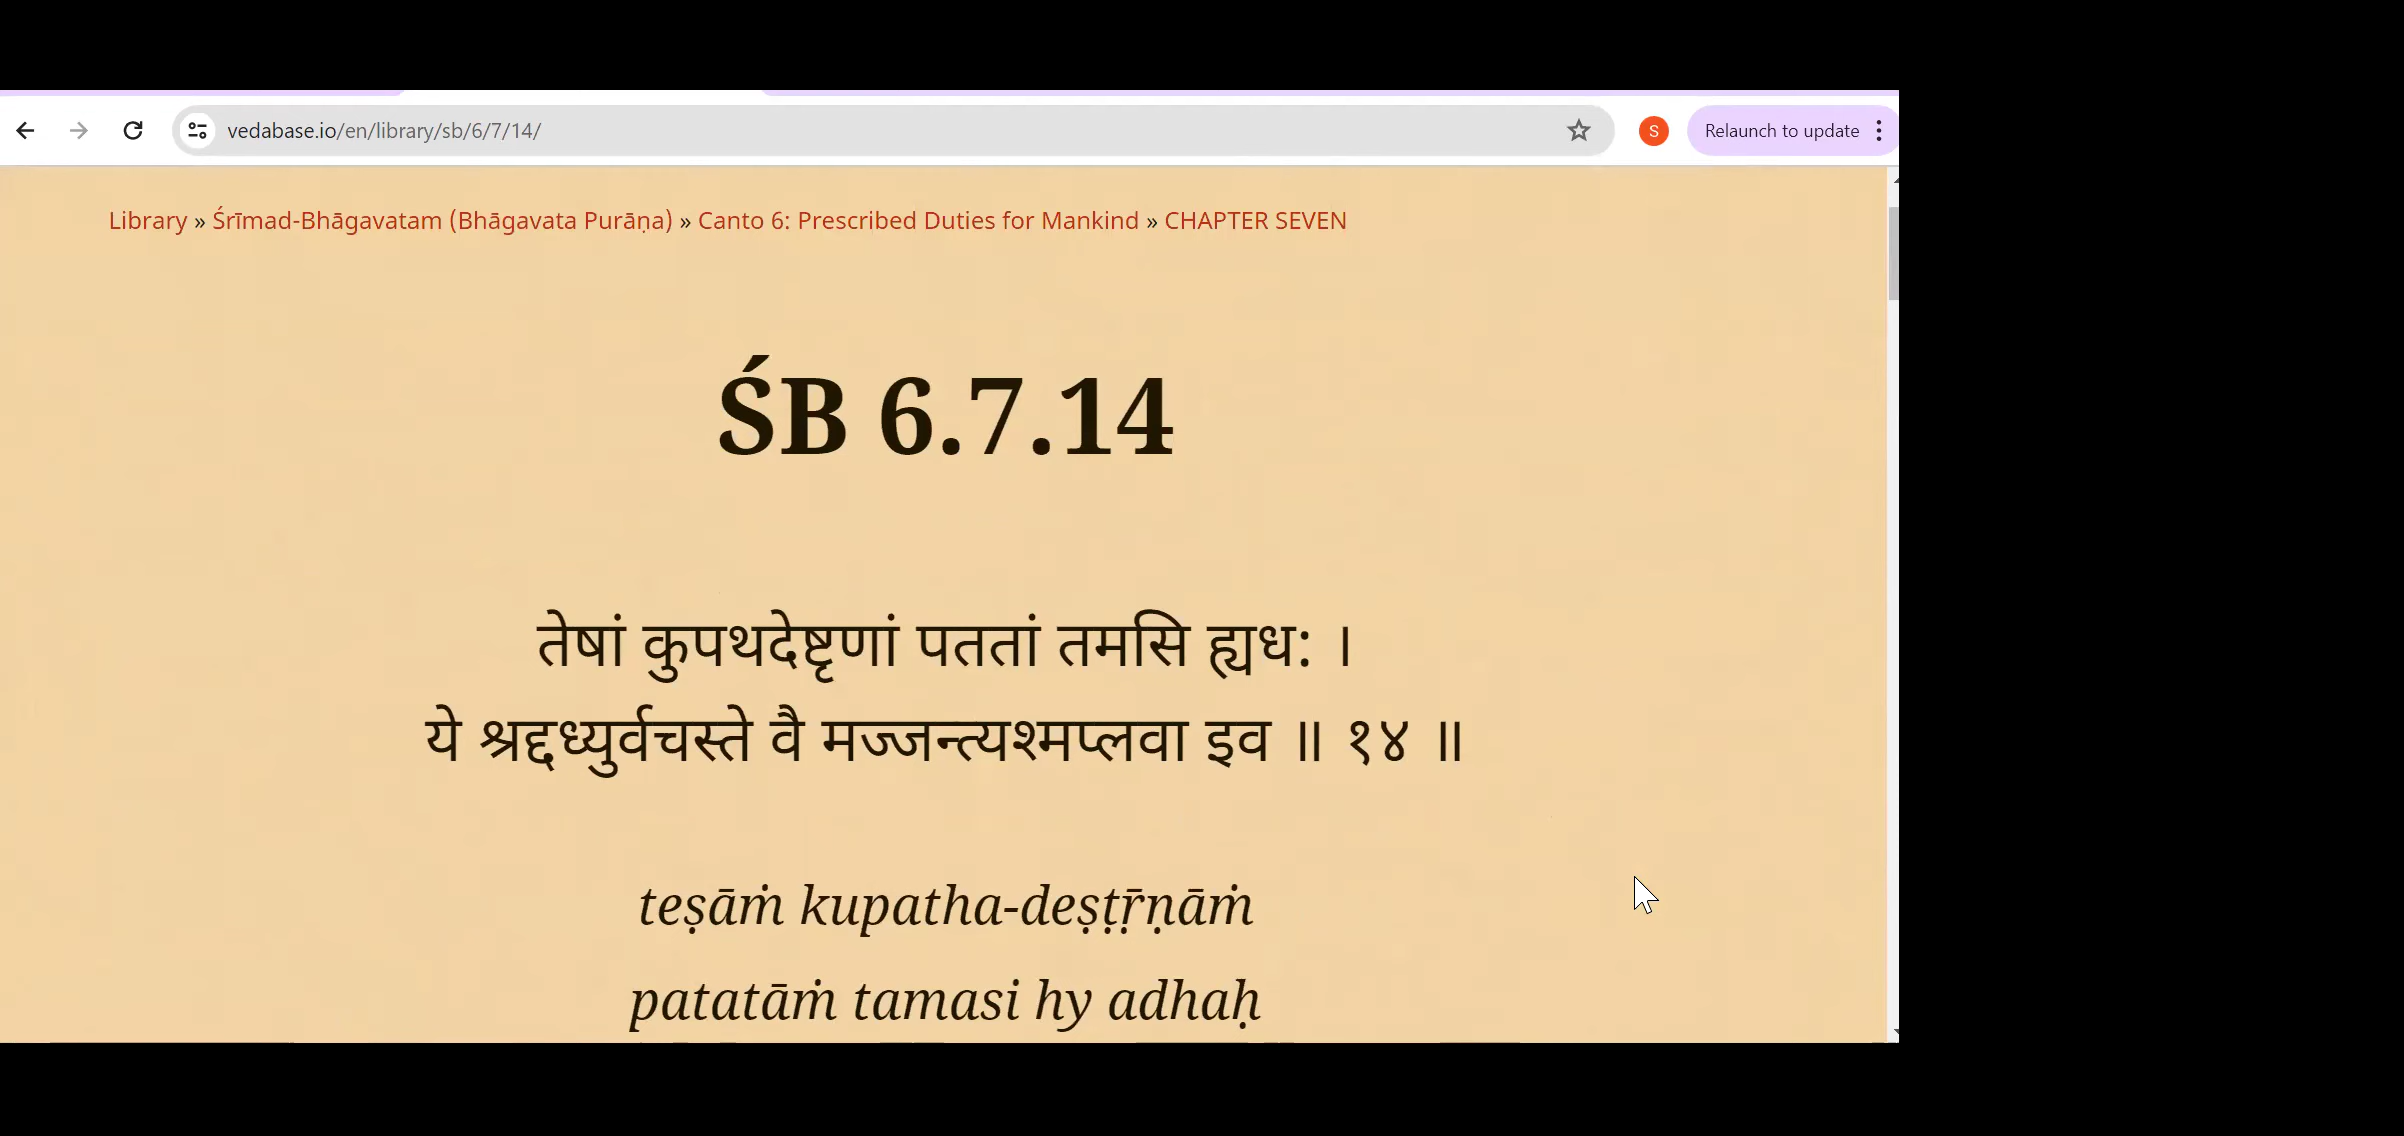 vedabase.io/en/library/sb/6/7/14/
S
Relaunch to update
Library » Śrīmad-Bhāgavatam (Bhāgavata Purāṇa) » Canto 6: Prescribed Duties for Mankind » CHAPTER SEVEN
ŚB 6.7.14
तेषां कुपथदेष्टृणां पततां तमसि ह्यध: ।
ये श्रद्दध्युर्वचस्ते वै मज्जन्त्यश्मप्लवा इव ॥ १४ ॥
teṣāṁ kupatha-deṣṭṝṇāṁ
patatāṁ tamasi hy adhaḥ